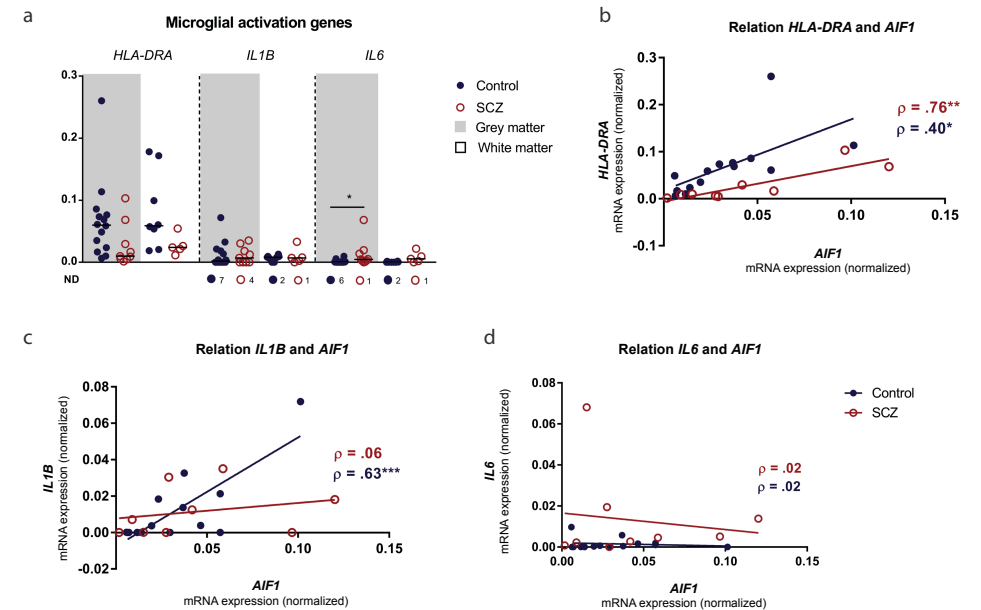 a
Microglial activation genes
HLA-DRA
IL1B
IL6
0.3
0.2
0.1
0.0
*
ND
7
4
2
1
6
1
2
1
Control
SCZ
Grey matter
White matter
b
Relation HLA-DRA and AIF1
HLA-DRA
mRNA expression (normalized)
0.3
0.2
0.1
0.0
-0.1
0.05
0.10
0.15
ρ = .76**
ρ = .40*
AIF1
mRNA expression (normalized)
c
Relation IL1B and AIF1
IL1B
mRNA expression (normalized)
0.08
0.06
0.04
0.02
0.00
-0.02
0.05
0.10
0.15
ρ = .06
ρ = .63***
AIF1
mRNA expression (normalized)
d
Relation IL6 and AIF1
IL6
mRNA expression (normalized)
0.08
0.06
0.04
0.02
0.00
0.00
0.05
0.10
0.15
ρ = .02
ρ = .02
Control
SCZ
AIF1
mRNA expression (normalized)